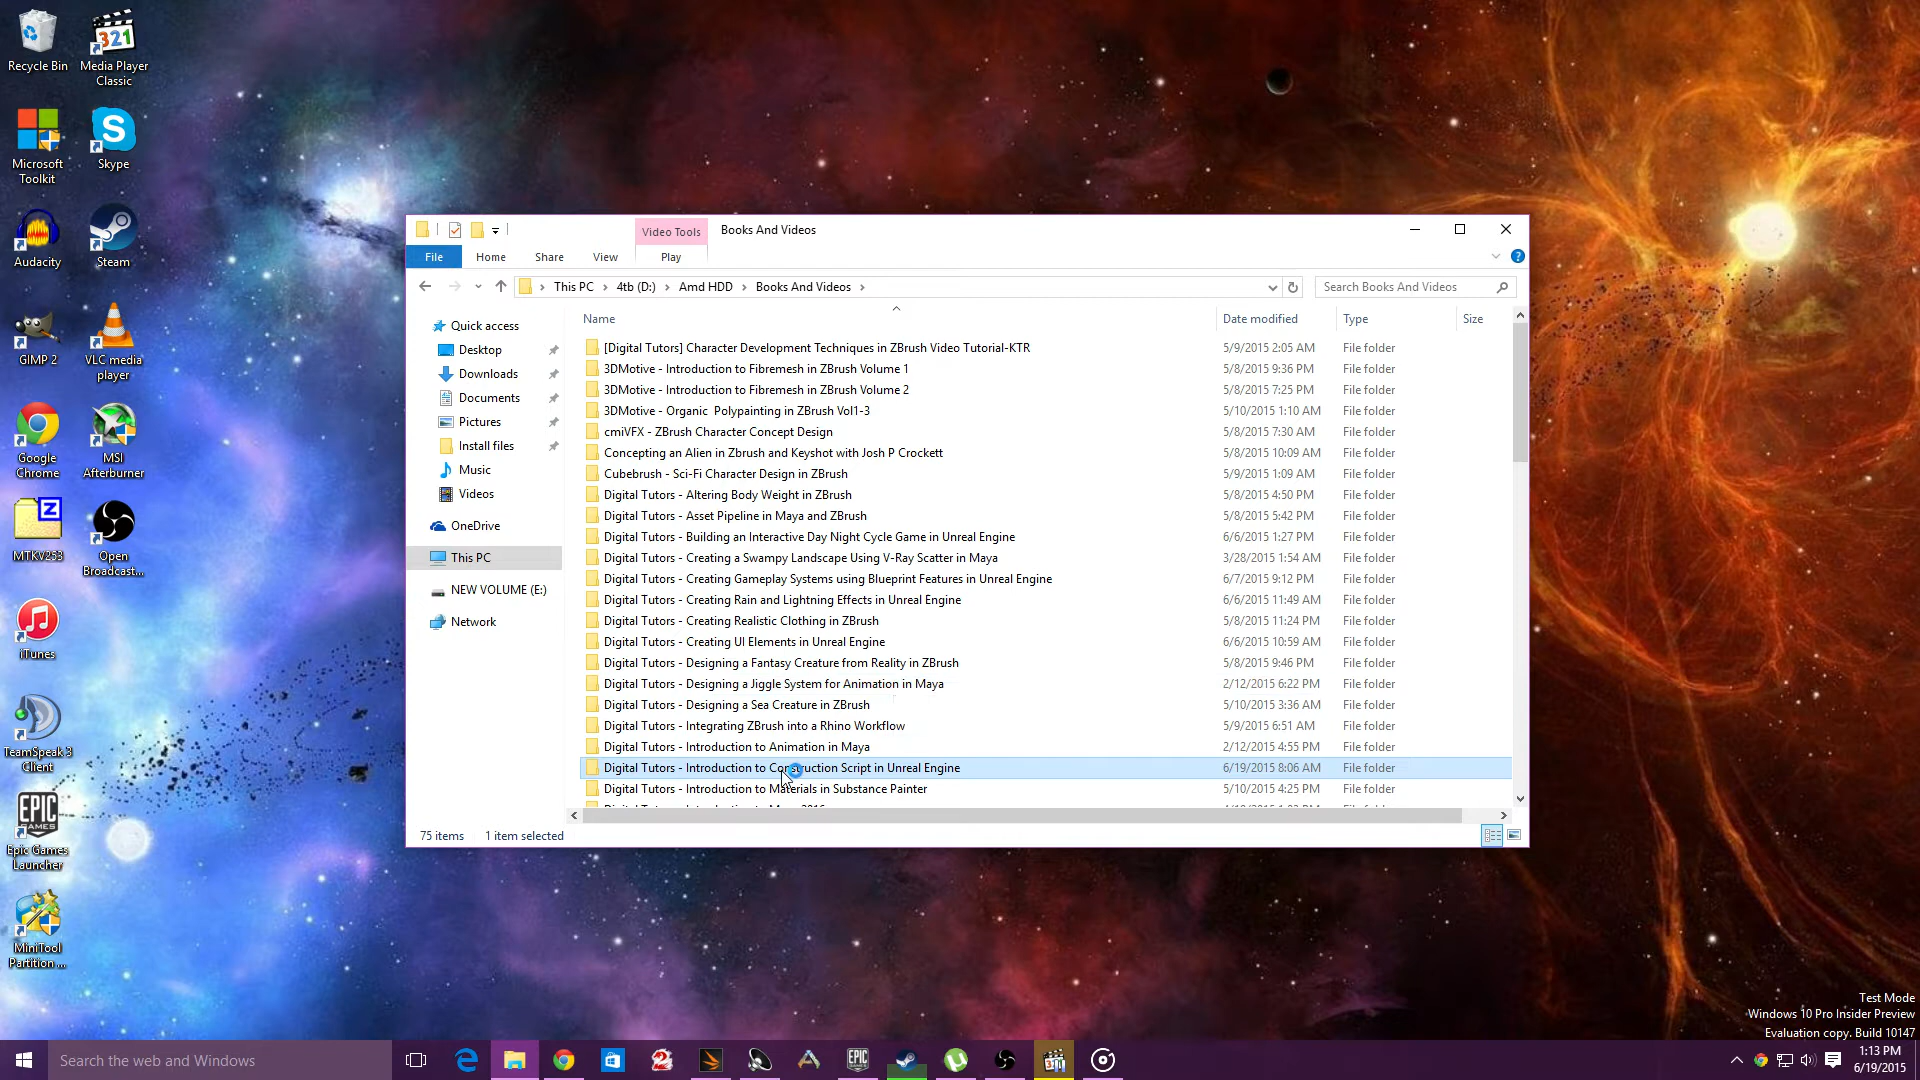 Recycle Bin
Media Player
Classic
Microsoft
Toolkit
Skype
Audacity
Steam
GIMP 2
VLC media
player
Google
Chrome
MSI
Afterburner
MTKV253
Open
Broadcast...
iTunes
TeamSpeak 3
Client
EPIC
GAMES
Epic Games
Launcher
MiniTool
Partition ...
Video Tools
Books And Videos
File
Home
Share
View
Play
This PC
4tb (D:)
Amd HDD
Books And Videos
Search Books And Videos
Quick access
Desktop
Downloads
Documents
Pictures
Install files
Music
Videos
OneDrive
This PC
NEW VOLUME (E:)
Network
Name Date modified Type Size
[Digital Tutors] Character Development Techniques in ZBrush Video Tutorial-KTR 5/9/2015 2:05 AM File folder
3DMotive - Introduction to Fibremesh in ZBrush Volume 1 5/8/2015 9:36 PM File folder
3DMotive - Introduction to Fibremesh in ZBrush Volume 2 5/8/2015 7:25 PM File folder
3DMotive - Organic  Polypainting in ZBrush Vol1-3 5/10/2015 1:10 AM File folder
cmiVFX - ZBrush Character Concept Design 5/8/2015 7:30 AM File folder
Concepting an Alien in Zbrush and Keyshot with Josh P Crockett 5/8/2015 10:09 AM File folder
Cubebrush - Sci-Fi Character Design in ZBrush 5/9/2015 1:09 AM File folder
Digital Tutors - Altering Body Weight in ZBrush 5/8/2015 4:50 PM File folder
Digital Tutors - Asset Pipeline in Maya and ZBrush 5/8/2015 5:42 PM File folder
Digital Tutors - Building an Interactive Day Night Cycle Game in Unreal Engine 6/6/2015 1:27 PM File folder
Digital Tutors - Creating a Swampy Landscape Using V-Ray Scatter in Maya 3/28/2015 1:54 AM File folder
Digital Tutors - Creating Gameplay Systems using Blueprint Features in Unreal Engine 6/7/2015 9:12 PM File folder
Digital Tutors - Creating Rain and Lightning Effects in Unreal Engine 6/6/2015 11:49 AM File folder
Digital Tutors - Creating Realistic Clothing in ZBrush 5/8/2015 11:24 PM File folder
Digital Tutors - Creating UI Elements in Unreal Engine 6/6/2015 10:59 AM File folder
Digital Tutors - Designing a Fantasy Creature from Reality in ZBrush 5/8/2015 9:46 PM File folder
Digital Tutors - Designing a Jiggle System for Animation in Maya 2/12/2015 6:22 PM File folder
Digital Tutors - Designing a Sea Creature in ZBrush 5/10/2015 3:36 AM File folder
Digital Tutors - Integrating ZBrush into a Rhino Workflow 5/9/2015 6:51 AM File folder
Digital Tutors - Introduction to Animation in Maya 2/12/2015 4:55 PM File folder
Digital Tutors - Introduction to Construction Script in Unreal Engine 6/19/2015 8:06 AM File folder
Digital Tutors - Introduction to Materials in Substance Painter 5/10/2015 4:25 PM File folder
75 items 1 item selected
Test Mode
Windows 10 Pro Insider Preview
Evaluation copy. Build 10147
Search the web and Windows
1:13 PM
6/19/2015